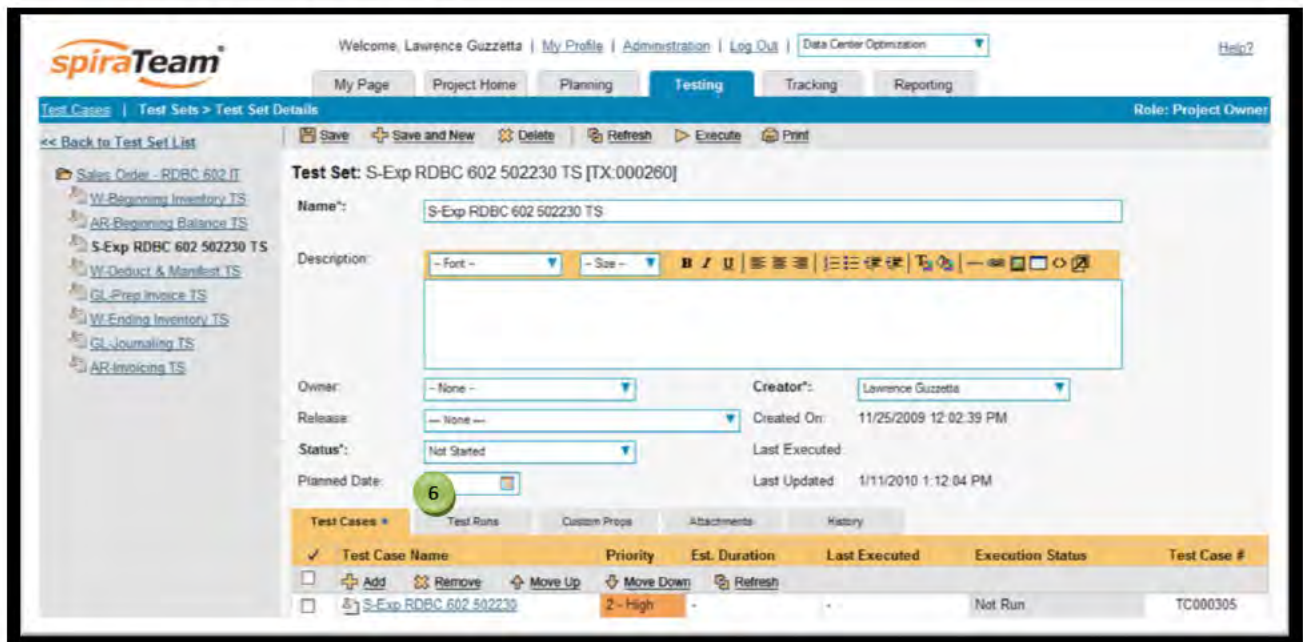 spiraTeam
Welcome, Lawrence Guzzetta | My Profile | Administration | Log Out | Data Center Optimization
Help?
My Page Project Home Planning Testing Tracking Reporting
Test Cases | Test Sets > Test Set Details
Role: Project Owner
<< Back to Test Set List
Save Save and New Delete Refresh Execute Print
Sales Order - RDBC 602 IT
W-Beginning Inventory TS
AR-Beginning Balance TS
S-Exp RDBC 602 502230 TS
W-Deduct & Manifest TS
GL-Prep Invoice TS
W-Ending Inventory TS
GL-Journaling TS
AR-Invoicing TS
Test Set: S-Exp RDBC 602 502230 TS [TX:000260]
Name*: S-Exp RDBC 602 502230 TS
Description: -- Font -- -- Size -- B I U
Owner: -- None -- Creator*: Lawrence Guzzetta
Release: --- None --- Created On: 11/25/2009 12:02:39 PM
Status*: Not Started Last Executed
Planned Date: Last Updated 1/11/2010 1:12:04 PM
6
Test Cases * Test Runs Custom Props Attachments History
Test Case Name Priority Est. Duration Last Executed Execution Status Test Case #
Add Remove Move Up Move Down Refresh
S-Exp RDBC 602 502230 2 - High - - Not Run TC000305